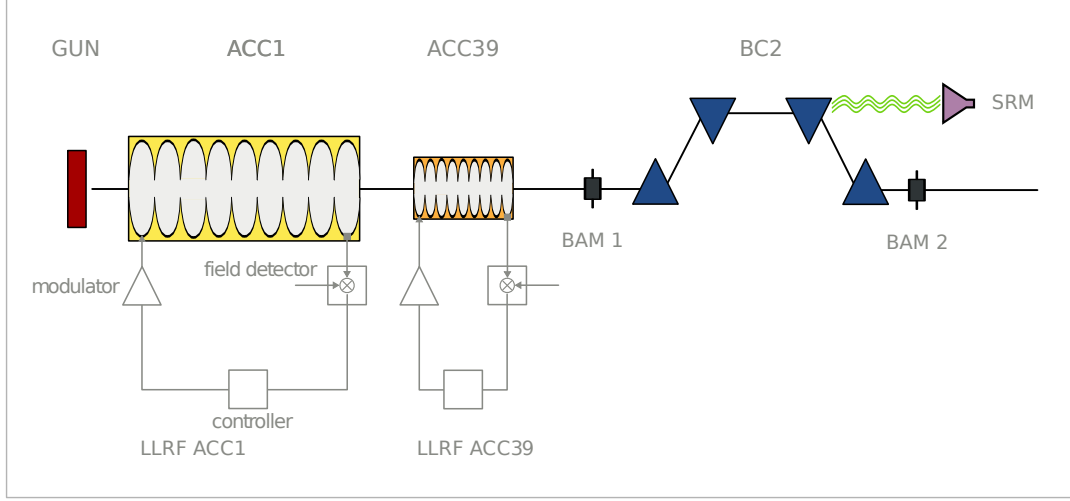 GUN
ACC1
ACC39
BC2
SRM
BAM 1
BAM 2
field detector
modulator
controller
LLRF ACC1
LLRF ACC39